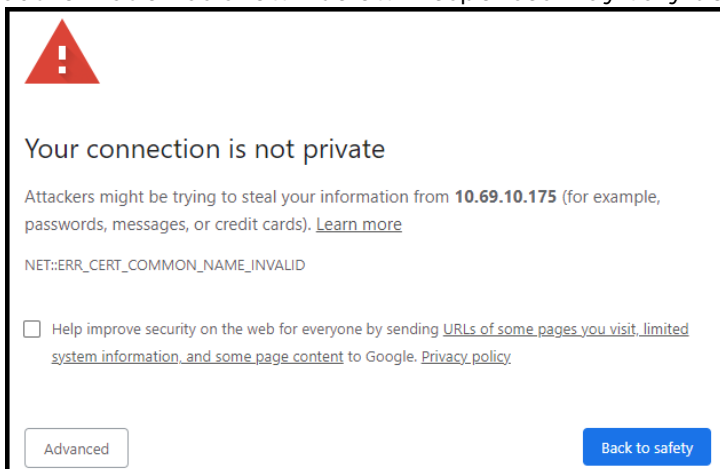 Your connection is not private
Attackers might be trying to steal your information from 10.69.10.175 (for example,
passwords, messages, or credit cards). Learn more
NET::ERR_CERT_COMMON_NAME_INVALID
Help improve security on the web for everyone by sending URLs of some pages you visit, limited
system information, and some page content to Google. Privacy policy
Advanced
Back to safety